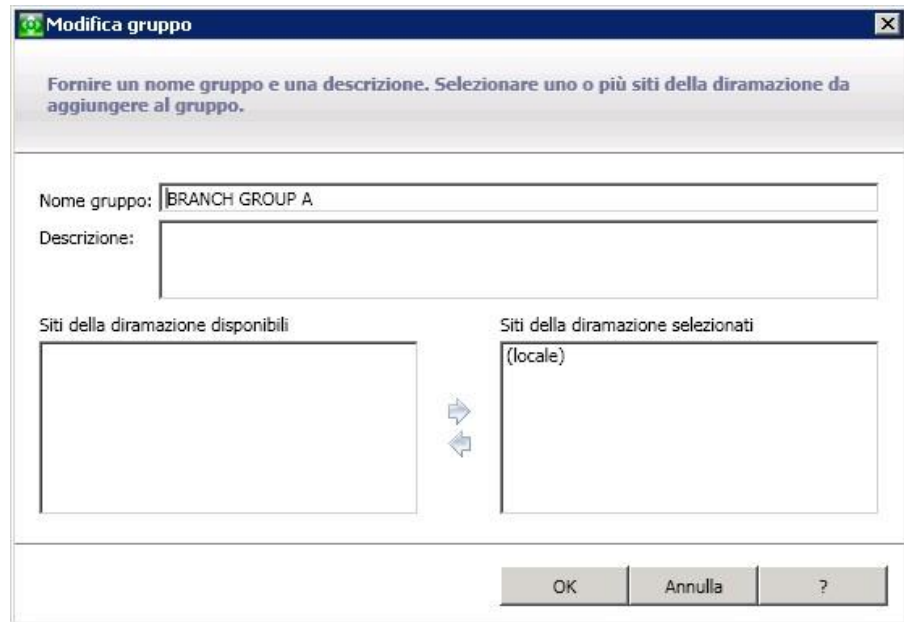 Modifica gruppo
Fornire un nome gruppo e una descrizione. Selezionare uno o più siti della diramazione da
aggiungere al gruppo.
Nome gruppo: BRANCH GROUP A
Descrizione:
Siti della diramazione disponibili
Siti della diramazione selezionati
(locale)
OK
Annulla
?